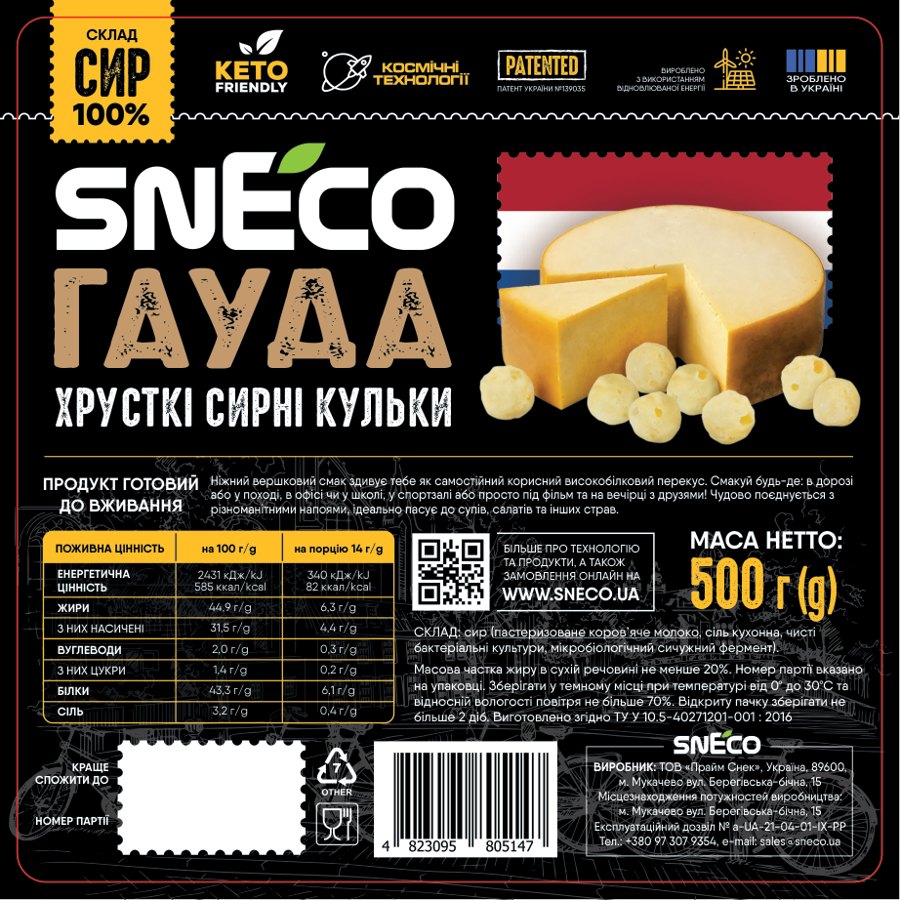 СКЛАД
СИР
100%
KETO
FRIENDLY
КОСМІЧНІ
ТЕХНОЛОГІЇ
PATENTED
ПАТЕНТ УКРАЇНИ №139035
ВИРОБЛЕНО
З ВИКОРИСТАННЯМ
ВІДНОВЛЮВАНОЇ ЕНЕРГІЇ
ЗРОБЛЕНО
В УКРАЇНІ
SNECO
ГАУДА
ХРУСТКІ СИРНІ КУЛЬКИ
ПРОДУКТ ГОТОВИЙ
ДО ВЖИВАННЯ
Ніжний вершковий смак здивує тебе як самостійний корисний високобілковий перекус. Смакуй будь-де: в дорозі
або у поході, в офісі чи у школі, у спортзалі або просто під фільм та на вечірці з друзями! Чудово поєднується з
різноманітними напоями, ідеально пасує до супів, салатів та інших страв.
ПОЖИВНА ЦІННІСТЬ на 100 г/g на порцію 14 г/g
ЕНЕРГЕТИЧНА ЦІННІСТЬ 2431 кДж/kJ 585 ккал/kcal 340 кДж/kJ 82 ккал/kcal
ЖИРИ 44,9 г/g 6,3 г/g
З НИХ НАСИЧЕНІ 31,5 г/g 4,4 г/g
ВУГЛЕВОДИ 2,0 г/g 0,3 г/g
З НИХ ЦУКРИ 1,4 г/g 0,2 г/g
БІЛКИ 43,3 г/g 6,1 г/g
СІЛЬ 3,2 г/g 0,4 г/g
БІЛЬШЕ ПРО ТЕХНОЛОГІЮ
ТА ПРОДУКТИ, А ТАКОЖ
ЗАМОВЛЕННЯ ОНЛАЙН НА
WWW.SNECO.UA
МАСА НЕТТО:
500 г (g)
СКЛАД: сир (пастеризоване коров'яче молоко, сіль кухонна, чисті
бактеріальні культури, мікробіологічний сичужний фермент).
Масова частка жиру в сухій речовині не менше 20%. Номер партії вказано
на упаковці. Зберігати у темному місці при температурі від 0° до 30°С та
відносній вологості повітря не більше 70%. Відкриту пачку зберігати не
більше 2 діб. Виготовлено згідно ТУ У 10.5-40271201-001 : 2016
КРАЩЕ
СПОЖИТИ ДО
НОМЕР ПАРТІЇ
7
OTHER
4 823095 805147
SNECO
ВИРОБНИК: ТОВ «Прайм Снек», Україна, 89600,
м. Мукачево вул. Берегівська-бічна, 15
Місцезнаходження потужностей виробництва:
м. Мукачево вул. Берегівська-бічна, 15
Експлуатаційний дозвіл № a-UA-21-04-01-IX-PP
Тел.: +380 97 307 9354, e-mail: sales@sneco.ua